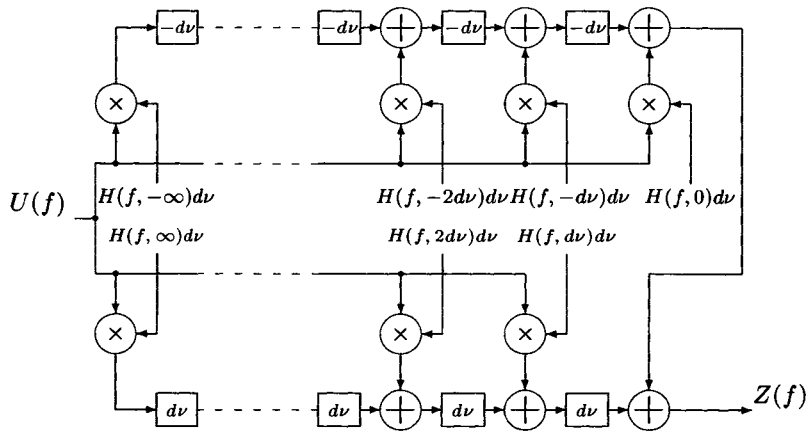 −dν −dν −dν −dν
+ + +
× × × ×
H(f, −∞)dν H(f, −2dν)dν H(f, −dν)dν H(f, 0)dν
U(f)
H(f, ∞)dν H(f, 2dν)dν H(f, dν)dν
× × ×
Z(f)
dν dν dν dν
+ + +